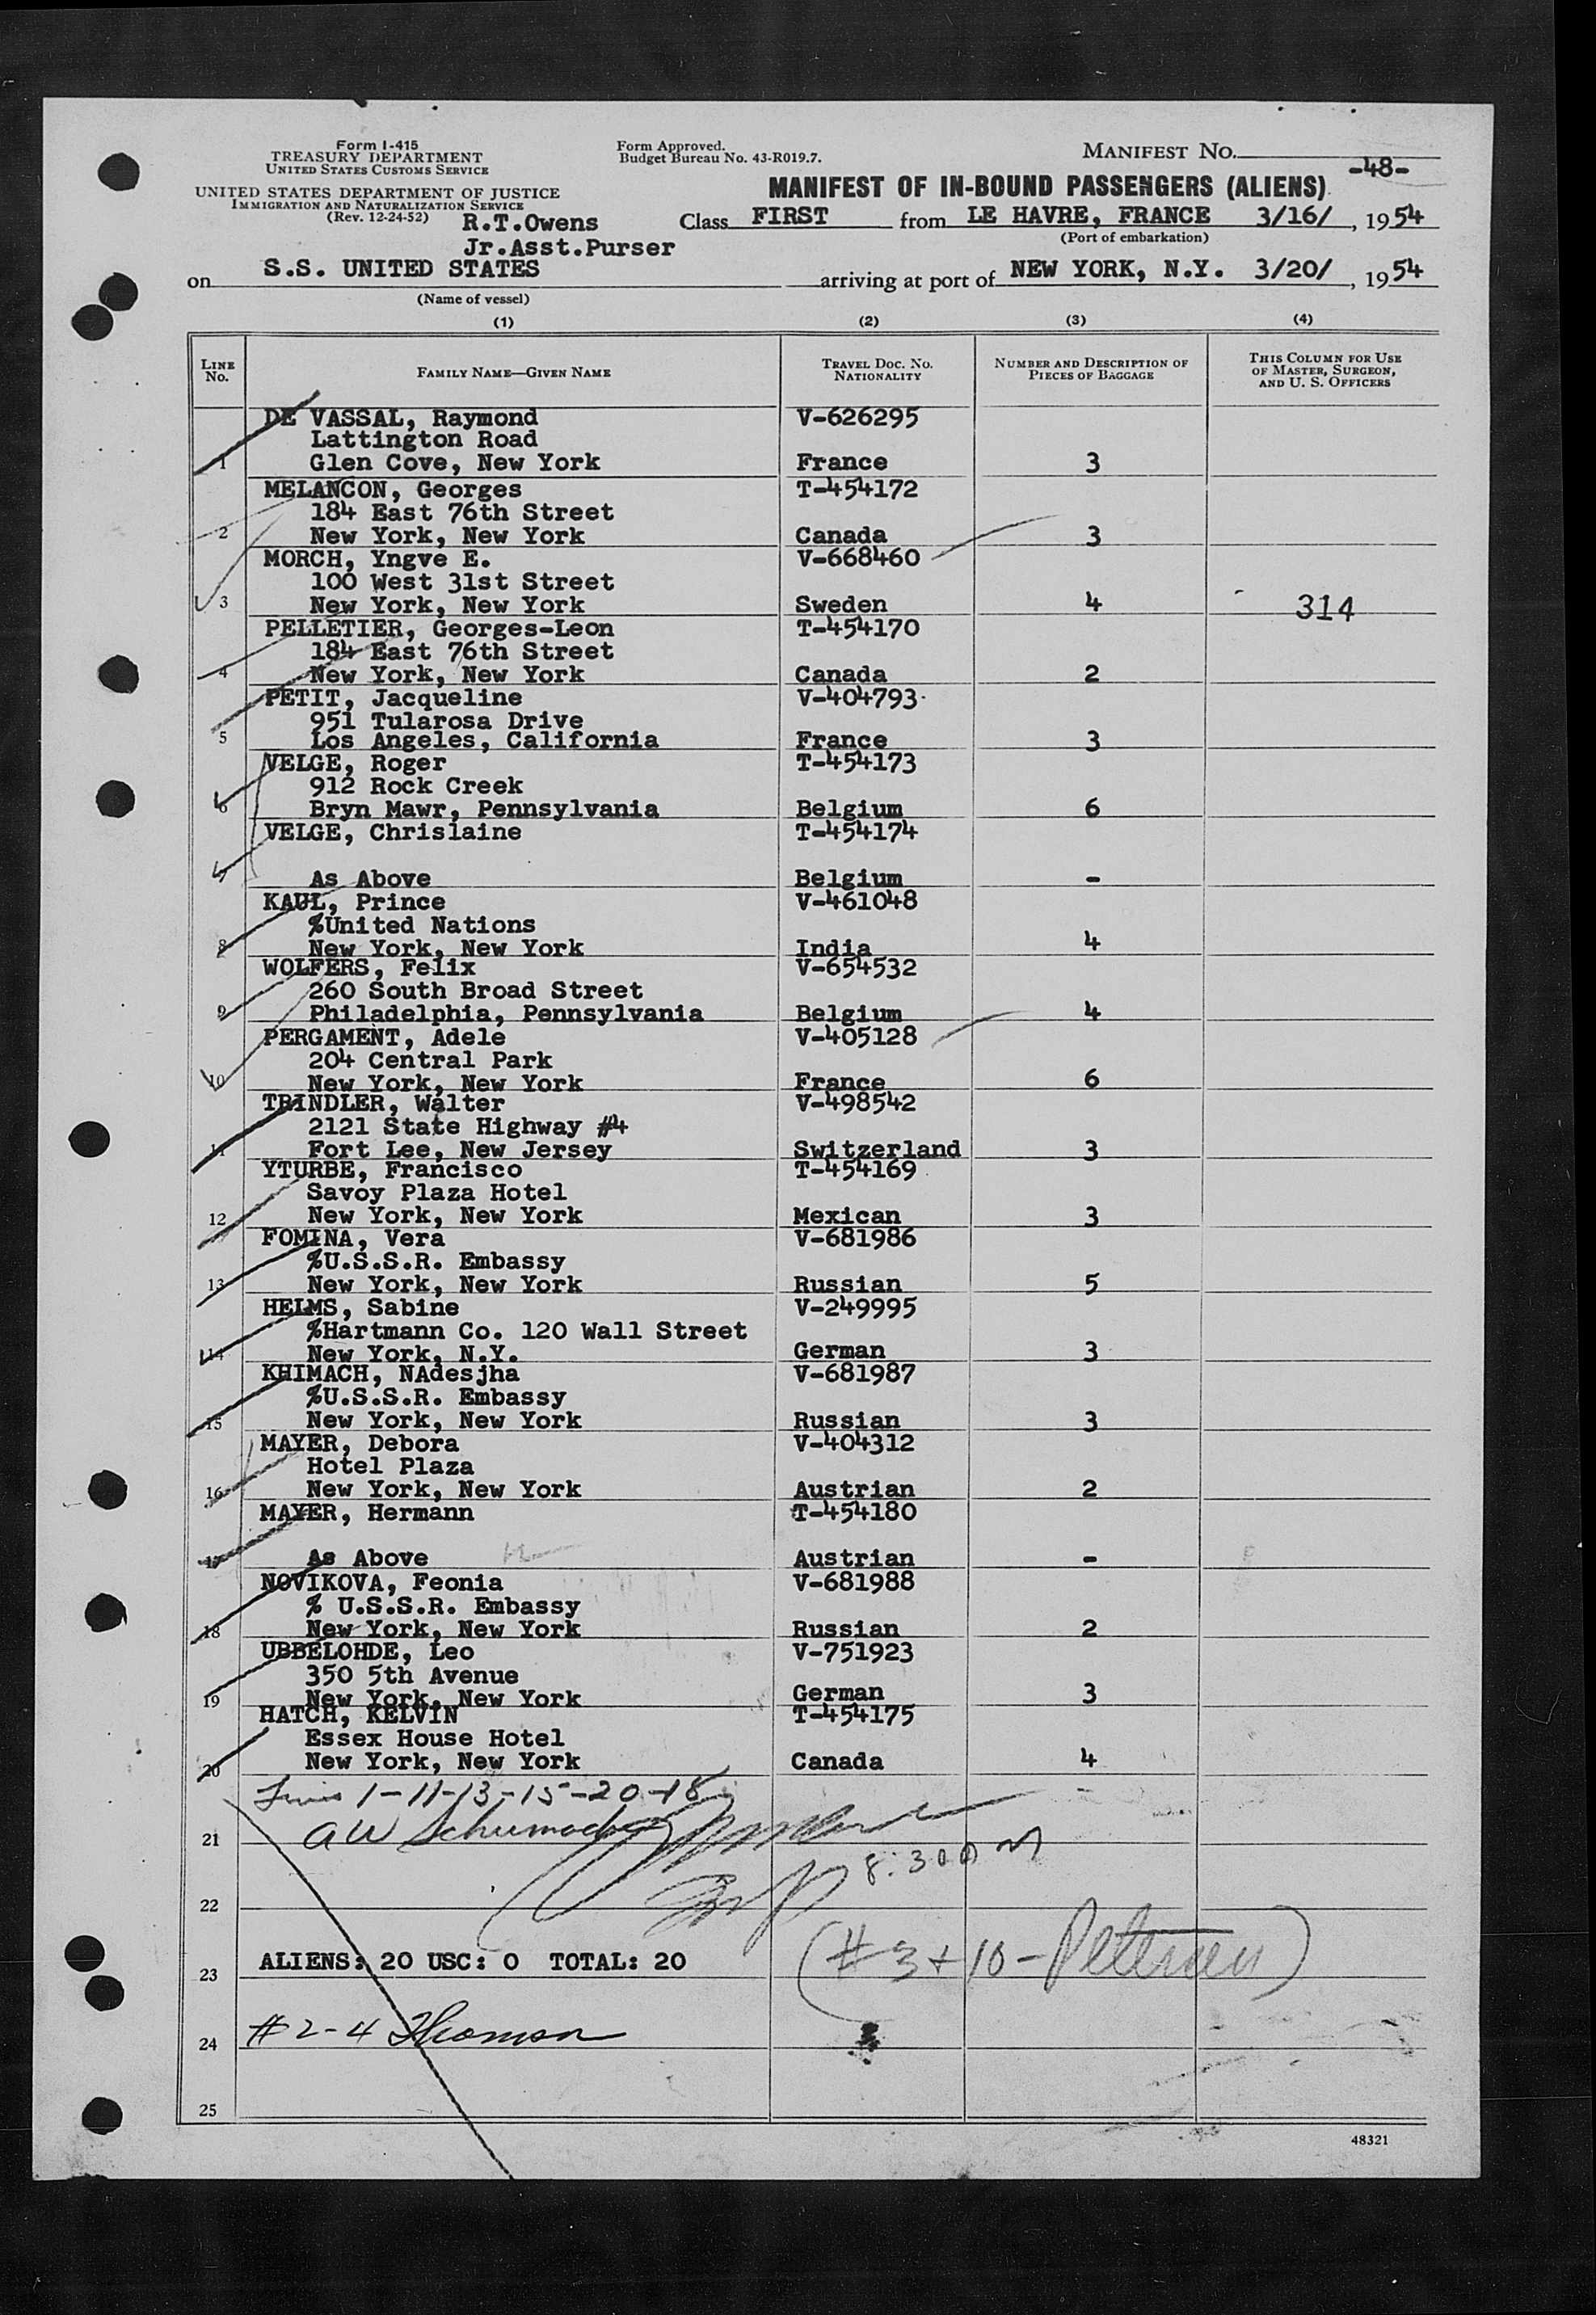 Form I-415
TREASURY DEPARTMENT
UNITED STATES CUSTOMS SERVICE
UNITED STATES DEPARTMENT OF JUSTICE
IMMIGRATION AND NATURALIZATION SERVICE
(Rev. 12-24-52)
Form Approved.
Budget Bureau No. 43-R019.7.
MANIFEST NO.
-48-
MANIFEST OF IN-BOUND PASSENGERS (ALIENS)
R.T.Owens
Jr.Asst.Purser
Class FIRST from LE HAVRE, FRANCE 3/16/, 1954
(Port of embarkation)
on S.S. UNITED STATES arriving at port of NEW YORK, N.Y. 3/20/, 1954
(Name of vessel)
(1) (2) (3) (4)
LINE NO. FAMILY NAME—GIVEN NAME TRAVEL DOC. NO. NATIONALITY NUMBER AND DESCRIPTION OF PIECES OF BAGGAGE THIS COLUMN FOR USE OF MASTER, SURGEON, AND U. S. OFFICERS
DE VASSAL, Raymond V-626295
Lattington Road
1 Glen Cove, New York France 3
MELANCON, Georges T-454172
184 East 76th Street
2 New York, New York Canada 3
MORCH, Yngve E. V-668460
100 West 31st Street
3 New York, New York Sweden 4 314
PELLETIER, Georges-Leon T-454170
184 East 76th Street
4 New York, New York Canada 2
PETIT, Jacqueline V-404793
951 Tularosa Drive
5 Los Angeles, California France 3
VELGE, Roger T-454173
912 Rock Creek
6 Bryn Mawr, Pennsylvania Belgium 6
VELGE, Chrislaine T-454174
7 As Above Belgium -
KAUL, Prince V-461048
%United Nations
8 New York, New York India 4
WOLFERS, Felix V-654532
260 South Broad Street
9 Philadelphia, Pennsylvania Belgium 4
PERGAMENT, Adele V-405128
204 Central Park
10 New York, New York France 6
TRINDLER, Walter V-498542
2121 State Highway #4
11 Fort Lee, New Jersey Switzerland 3
YTURBE, Francisco T-454169
Savoy Plaza Hotel
12 New York, New York Mexican 3
FOMINA, Vera V-681986
%U.S.S.R. Embassy
13 New York, New York Russian 5
HELMS, Sabine V-249995
%Hartmann Co. 120 Wall Street
14 New York, N.Y. German 3
KHIMACH, NAdesjha V-681987
%U.S.S.R. Embassy
15 New York, New York Russian 3
MAYER, Debora V-404312
Hotel Plaza
16 New York, New York Austrian 2
MAYER, Hermann T-454180
17 As Above Austrian -
NOVIKOVA, Feonia V-681988
% U.S.S.R. Embassy
18 New York, New York Russian 2
UBBELOHDE, Leo V-751923
350 5th Avenue
19 New York, New York German 3
HATCH, KELVIN T-454175
Essex House Hotel
20 New York, New York Canada 4
1-11-13-15-20-18
21 AW Schumacher
8:30
22
23 ALIENS: 20 USC: 0 TOTAL: 20 (#3+10-Petersen)
24 #2-4 Thomson
25
48321